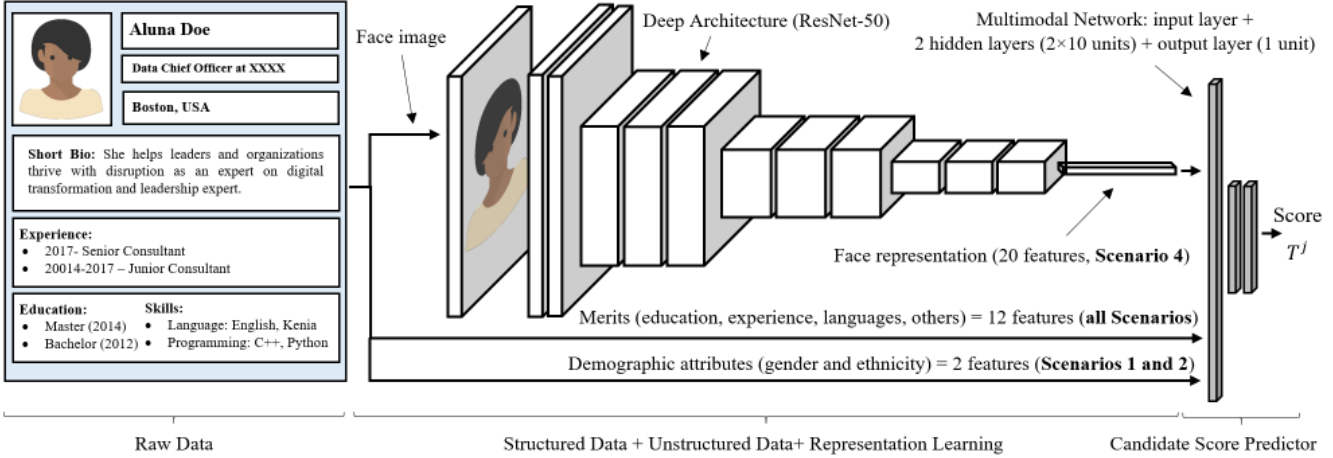 Aluna Doe
Data Chief Officer at XXXX
Boston, USA
Short Bio: She helps leaders and organizations
thrive with disruption as an expert on digital
transformation and leadership expert.
Experience:
• 2017- Senior Consultant
• 20014-2017 – Junior Consultant
Education:
• Master (2014)
• Bachelor (2012)
Skills:
• Language: English, Kenia
• Programming: C++, Python
Raw Data
Face image
Deep Architecture (ResNet-50)
Face representation (20 features, Scenario 4)
Merits (education, experience, languages, others) = 12 features (all Scenarios)
Demographic attributes (gender and ethnicity) = 2 features (Scenarios 1 and 2)
Structured Data + Unstructured Data+ Representation Learning
Multimodal Network: input layer +
2 hidden layers (2×10 units) + output layer (1 unit)
Score
T^j
Candidate Score Predictor